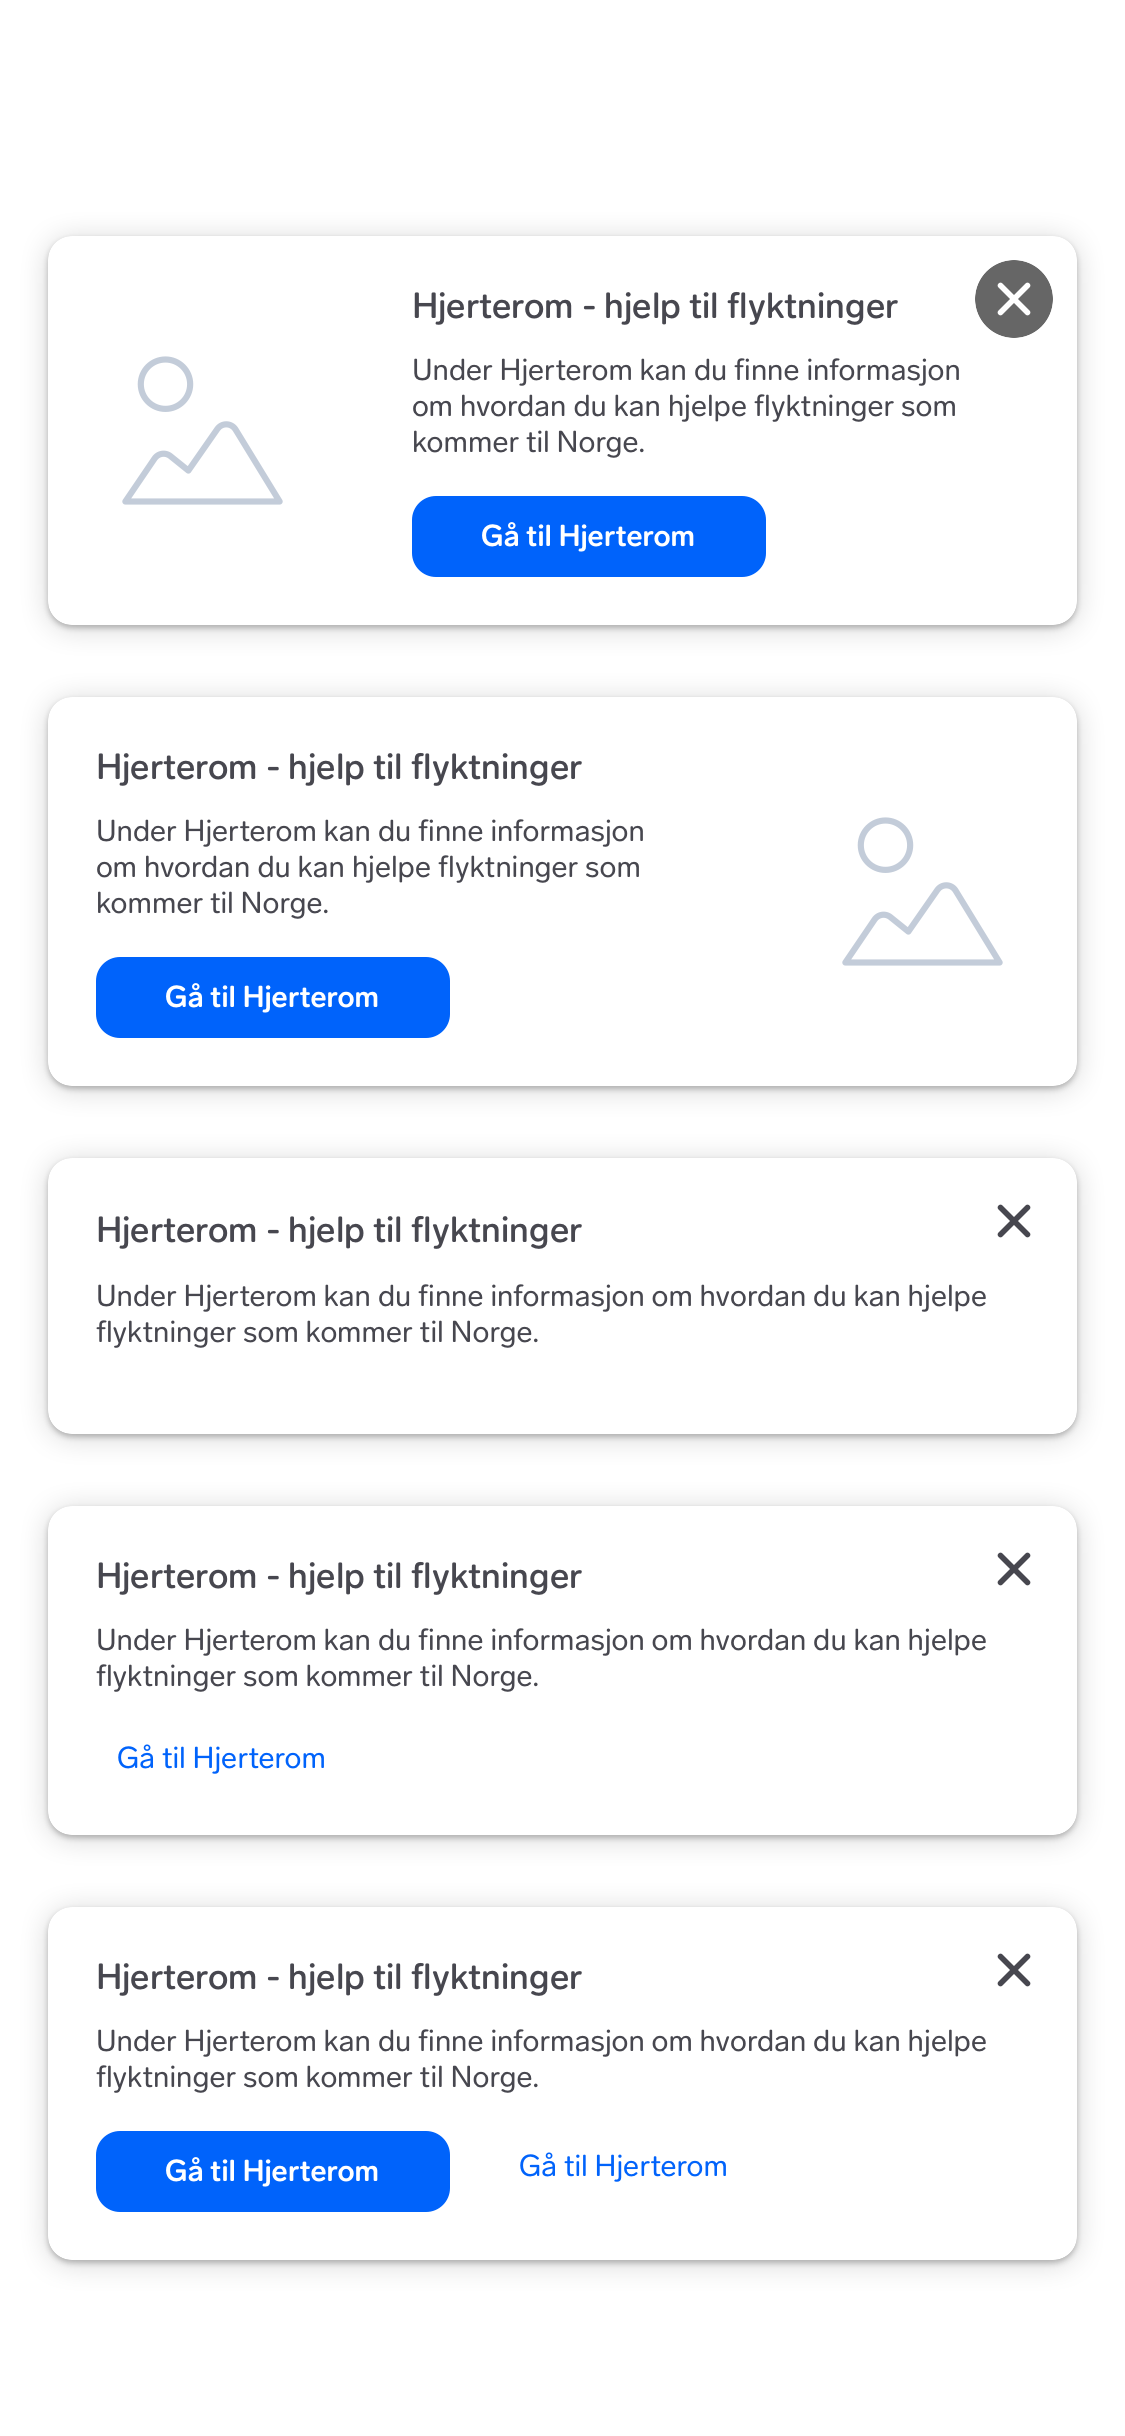 Hjerterom - hjelp til flyktninger
Under Hjerterom kan du finne informasjon
om hvordan du kan hjelpe flyktninger som
kommer til Norge.
Gå til Hjerterom
Hjerterom - hjelp til flyktninger
Under Hjerterom kan du finne informasjon
om hvordan du kan hjelpe flyktninger som
kommer til Norge.
Gå til Hjerterom
Hjerterom - hjelp til flyktninger
Under Hjerterom kan du finne informasjon om hvordan du kan hjelpe
flyktninger som kommer til Norge.
Hjerterom - hjelp til flyktninger
Under Hjerterom kan du finne informasjon om hvordan du kan hjelpe
flyktninger som kommer til Norge.
Gå til Hjerterom
Hjerterom - hjelp til flyktninger
Under Hjerterom kan du finne informasjon om hvordan du kan hjelpe
flyktninger som kommer til Norge.
Gå til Hjerterom
Gå til Hjerterom